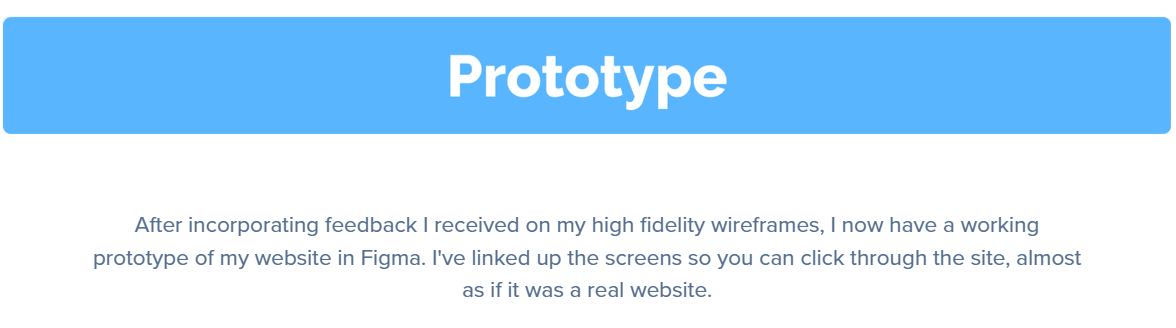 Prototype
After incorporating feedback I received on my high fidelity wireframes, I now have a working
prototype of my website in Figma. I've linked up the screens so you can click through the site, almost
as if it was a real website.